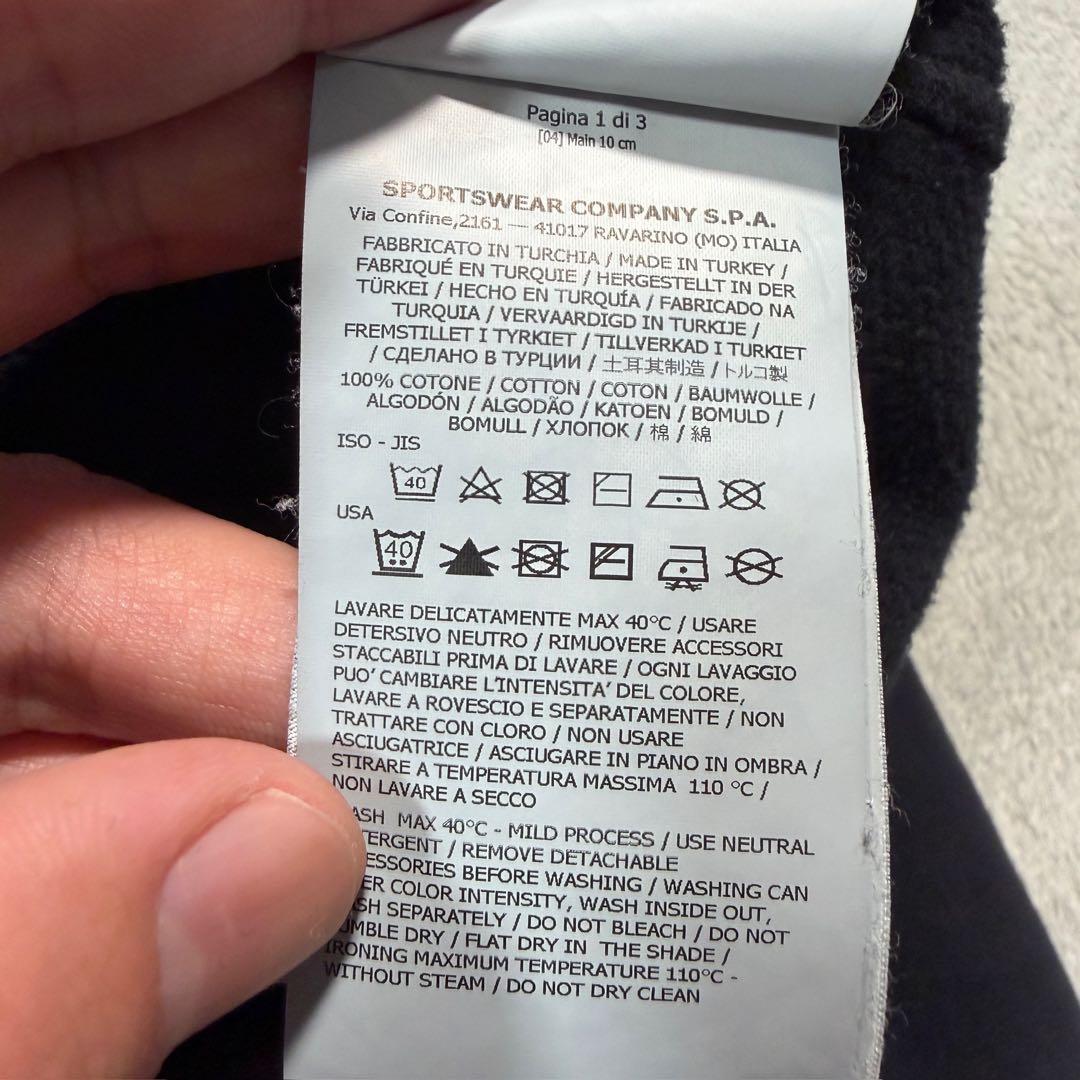 Pagina 1 di 3
[04] Main 10 cm
SPORTSWEAR COMPANY S.P.A.
Via Confine,2161 — 41017 RAVARINO (MO) ITALIA
FABBRICATO IN TURCHIA / MADE IN TURKEY /
FABRIQUÉ EN TURQUIE / HERGESTELLT IN DER
TÜRKEI / HECHO EN TURQUÍA / FABRICADO NA
TURQUIA / VERVAARDIGD IN TURKIJE /
FREMSTILLET I TYRKIET / TILLVERKAD I TURKIET
/ СДЕЛАНО В ТУРЦИИ / 土耳其制造 / トルコ製
100% COTONE / COTTON / COTON / BAUMWOLLE /
ALGODÓN / ALGODÃO / KATOEN / BOMULD /
BOMULL / ХЛОПОК / 棉 / 綿
ISO - JIS
40
USA
40
LAVARE DELICATAMENTE MAX 40°C / USARE
DETERSIVO NEUTRO / RIMUOVERE ACCESSORI
STACCABILI PRIMA DI LAVARE / OGNI LAVAGGIO
PUO' CAMBIARE L'INTENSITA' DEL COLORE,
LAVARE A ROVESCIO E SEPARATAMENTE / NON
TRATTARE CON CLORO / NON USARE
ASCIUGATRICE / ASCIUGARE IN PIANO IN OMBRA /
STIRARE A TEMPERATURA MASSIMA 110 °C /
NON LAVARE A SECCO
MAX 40°C - MILD PROCESS / USE NEUTRAL
/ REMOVE DETACHABLE
BEFORE WASHING / WASHING CAN
COLOR INTENSITY, WASH INSIDE OUT,
SEPARATELY / DO NOT BLEACH / DO NOT
DRY / FLAT DRY IN THE SHADE /
IRONING MAXIMUM TEMPERATURE 110°C -
WITHOUT STEAM / DO NOT DRY CLEAN